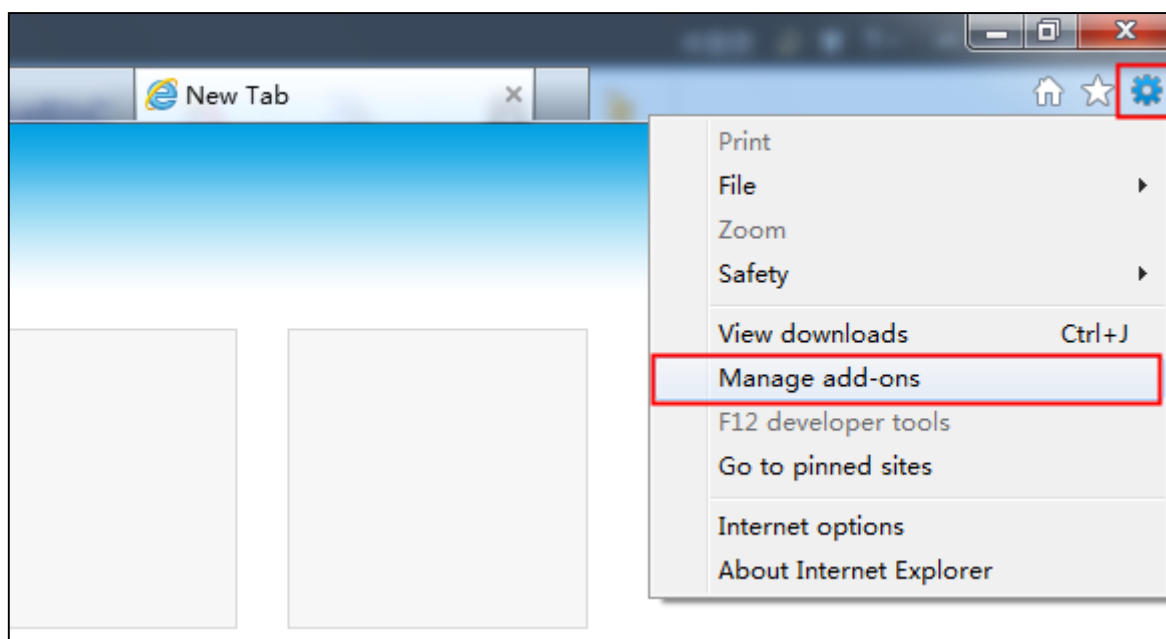 New Tab
Print
File
Zoom
Safety
View downloads Ctrl+J
Manage add-ons
F12 developer tools
Go to pinned sites
Internet options
About Internet Explorer